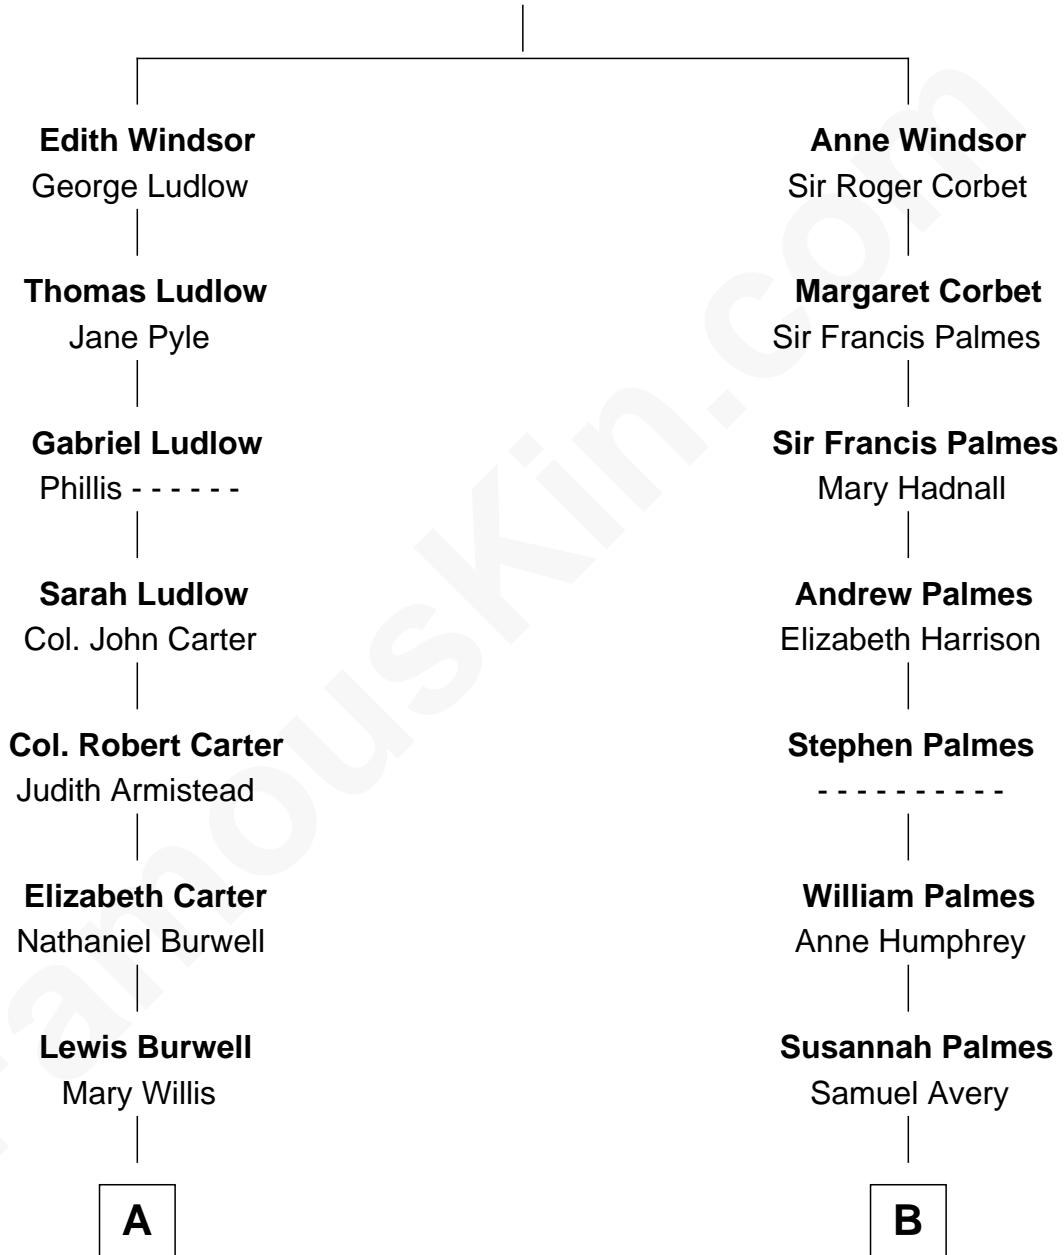 Edith Windsor
George Ludlow
Thomas Ludlow
Jane Pyle
Gabriel Ludlow
Phillis - - - - - -
Sarah Ludlow
Col. John Carter
Col. Robert Carter
Judith Armistead
Elizabeth Carter
Nathaniel Burwell
Lewis Burwell
Mary Willis
A
Anne Windsor
Sir Roger Corbet
Margaret Corbet
Sir Francis Palmes
Sir Francis Palmes
Mary Hadnall
Andrew Palmes
Elizabeth Harrison
Stephen Palmes
- - - - - - - - - -
William Palmes
Anne Humphrey
Susannah Palmes
Samuel Avery
B
FamousKin.com